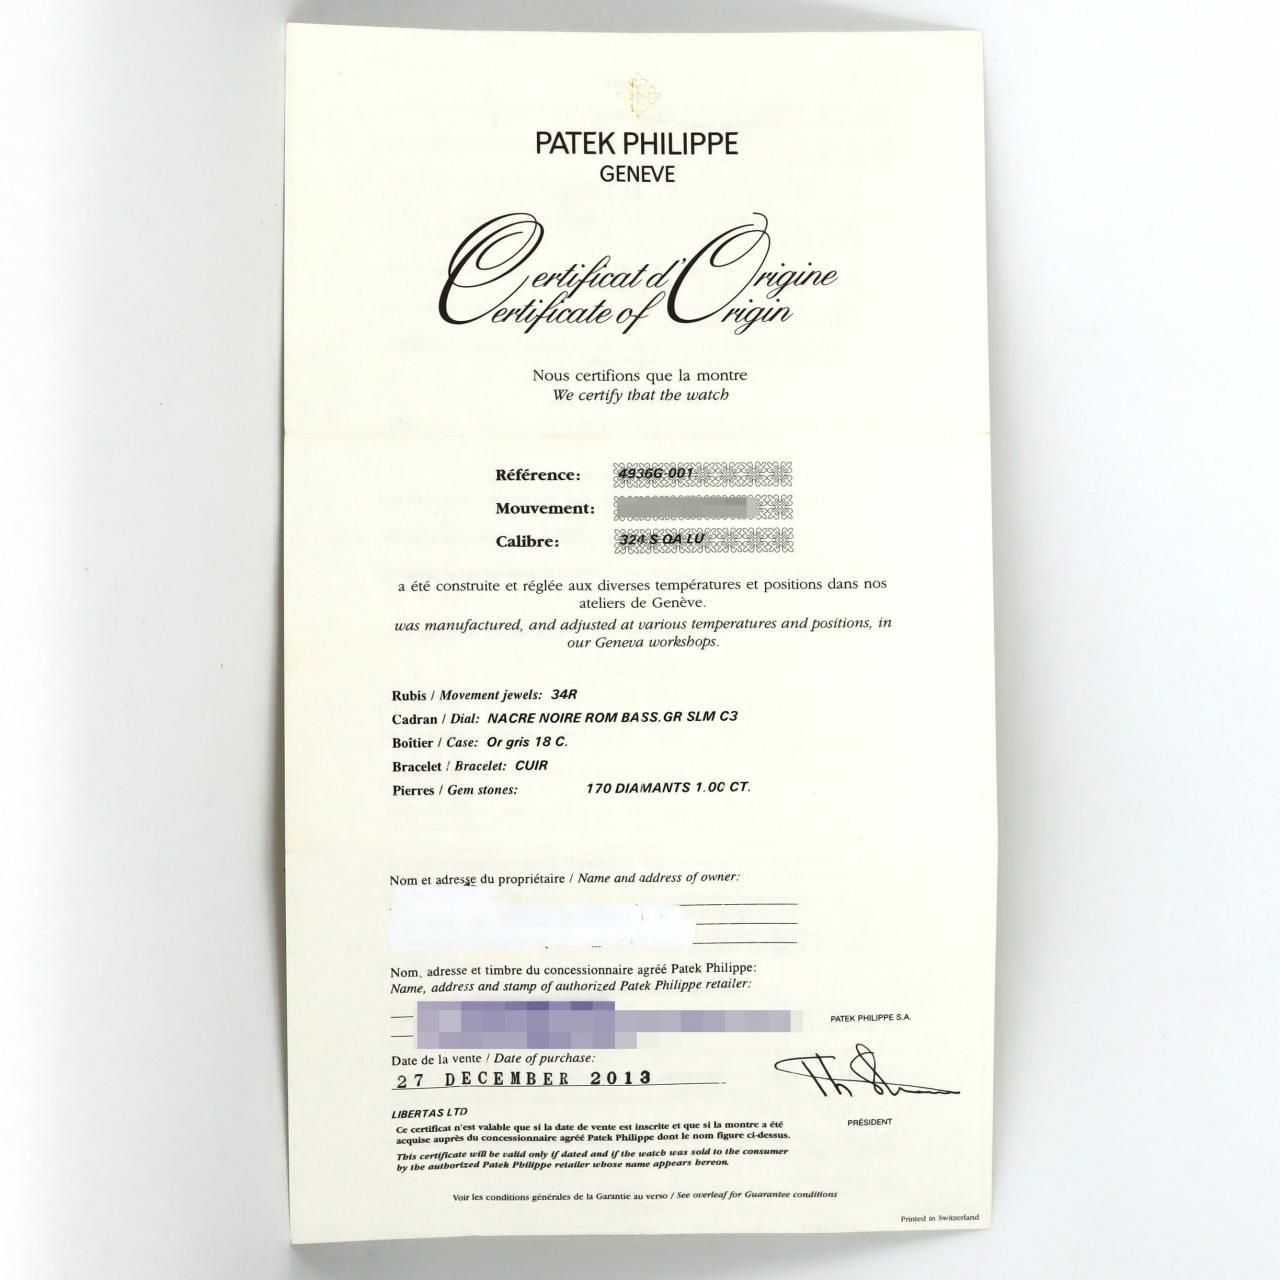 PATEK PHILIPPE
GENEVE
Certificat d'Origine
Certificate of Origin
Nous certifions que la montre
We certify that the watch
Référence: 4936G-001
Mouvement:
Calibre: 324 S QA LU
a été construite et réglée aux diverses températures et positions dans nos
ateliers de Genève.
was manufactured, and adjusted at various temperatures and positions, in
our Geneva workshops.
Rubis / Movement jewels: 34R
Cadran / Dial: NACRE NOIRE ROM BASS.GR SLM C3
Boîtier / Case: Or gris 18 C.
Bracelet / Bracelet: CUIR
Pierres / Gem stones: 170 DIAMANTS 1.00 CT.
Nom et adresse du propriétaire / Name and address of owner:
Nom, adresse et timbre du concessionnaire agréé Patek Philippe:
Name, address and stamp of authorized Patek Philippe retailer:
PATEK PHILIPPE S.A.
Date de la vente / Date of purchase:
27 DECEMBER 2013
PRÉSIDENT
LIBERTAS LTD
Ce certificat n'est valable que si la date de vente est inscrite et que si la montre a été
acquise auprès du concessionnaire agréé Patek Philippe dont le nom figure ci-dessus.
This certificate will be valid only if dated and if the watch was sold to the consumer
by the authorized Patek Philippe retailer whose name appears hereon.
Voir les conditions générales de la Garantie au verso / See overleaf for Guarantee conditions
Printed in Switzerland